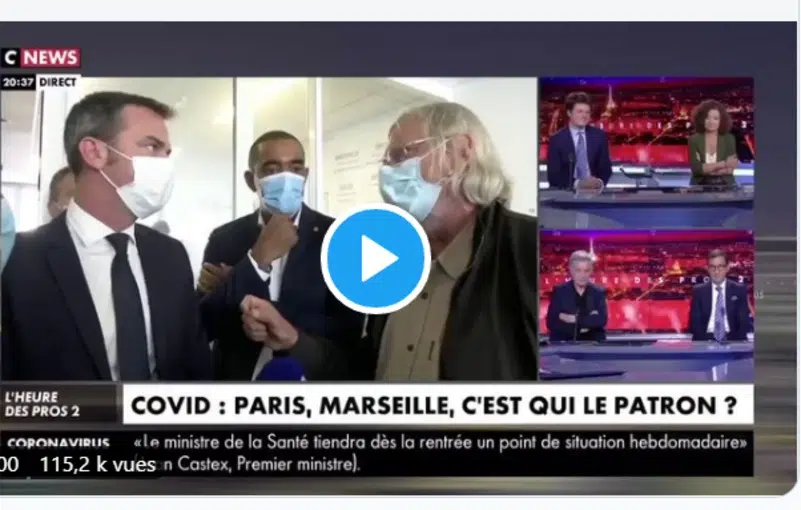 C NEWS
20:37 DIRECT
L'HEURE
DES PROS 2
COVID : PARIS, MARSEILLE, C'EST QUI LE PATRON ?
CORONAVIRUS «Le ministre de la Santé tiendra dès la rentrée un point de situation hebdomadaire»
Castex, Premier ministre).
00 115,2 k vues